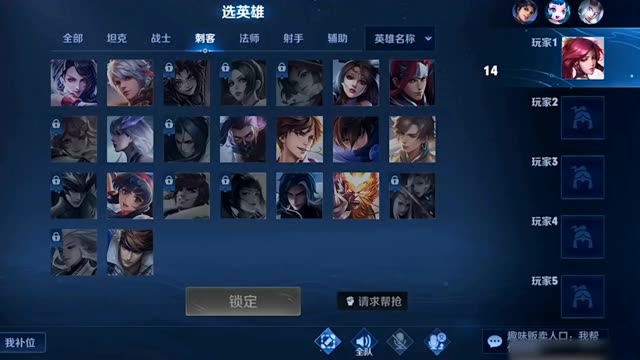 选英雄
全部 坦克 战士 刺客 法师 射手 辅助 英雄名称
14
玩家1
玩家2
玩家3
玩家4
玩家5
锁定
请求帮抢
我补位
全队
趣味贩卖人口，我帮